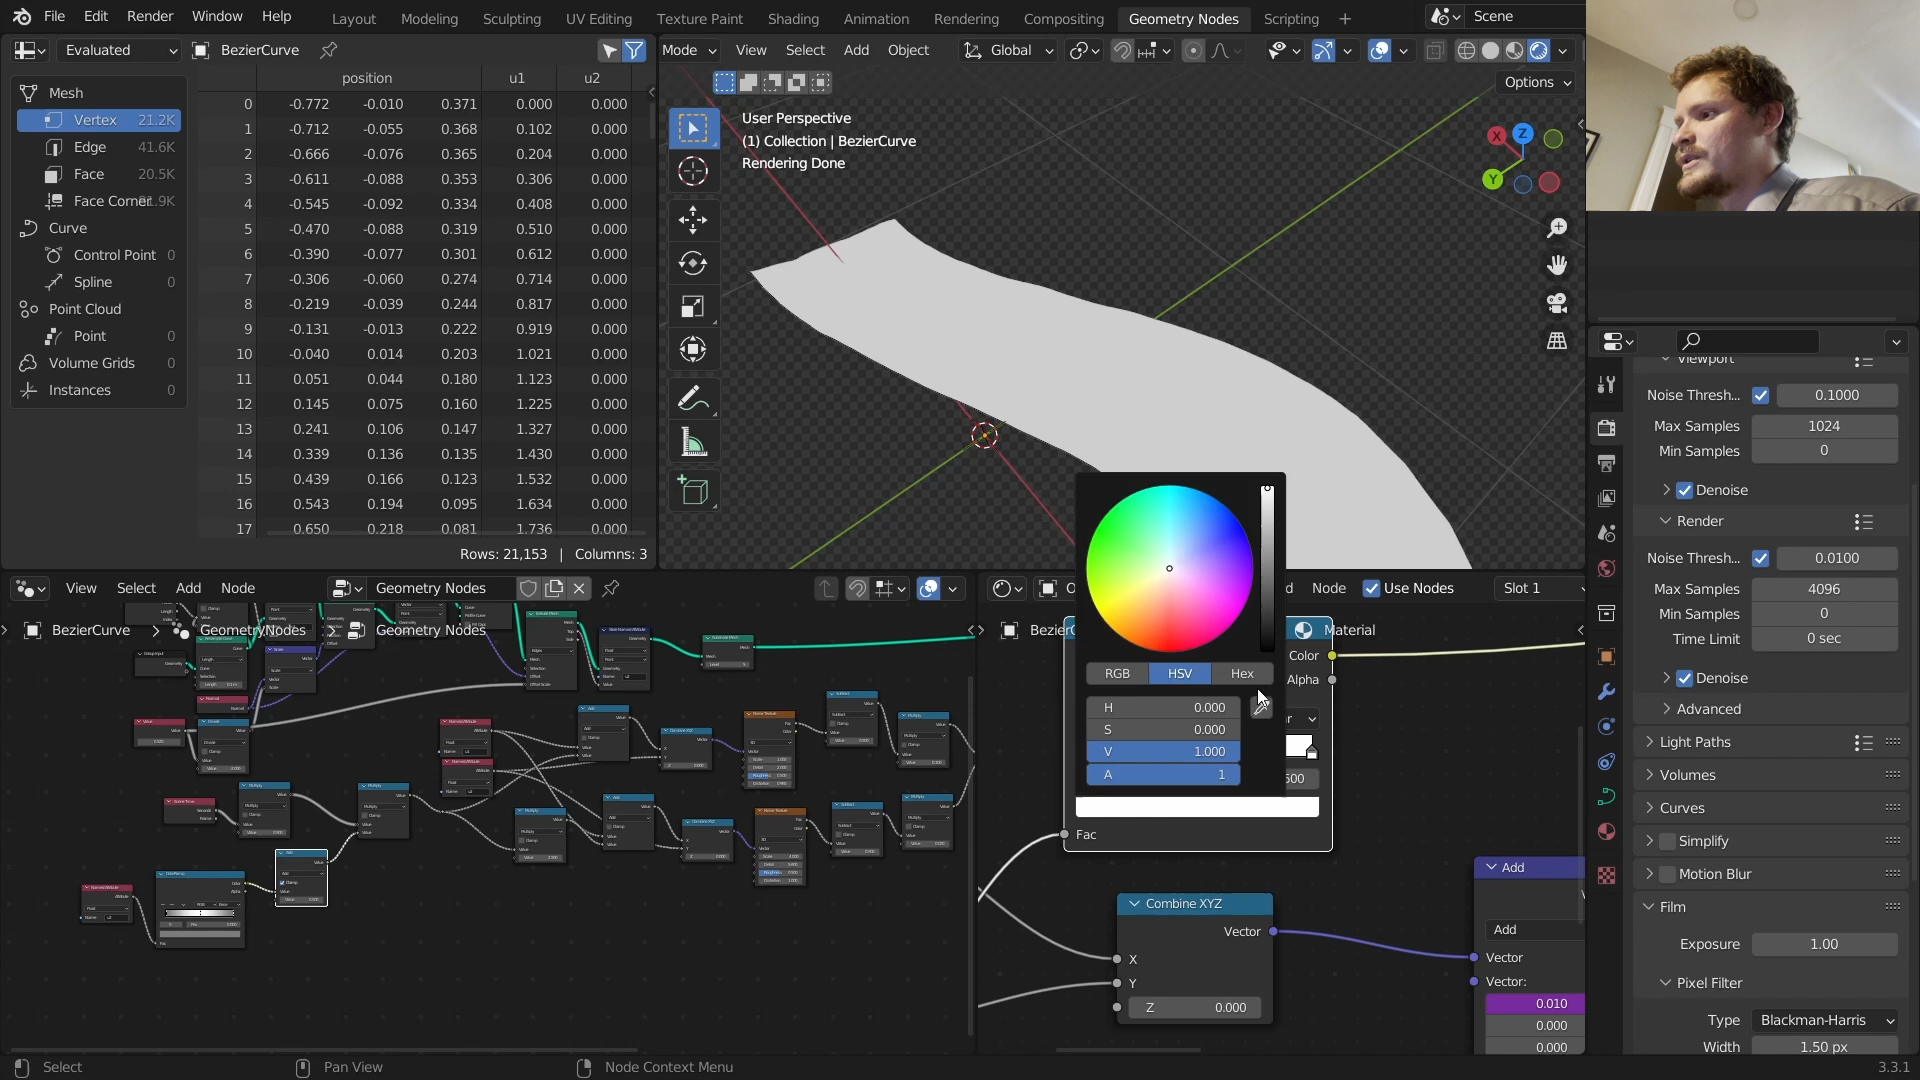 File Edit Render Window Help
Layout Modeling Sculpting UV Editing Texture Paint Shading Animation Rendering Compositing Geometry Nodes Scripting
Scene
Evaluated BezierCurve
Mode View Select Add Object Global
Options
position u1 u2
Mesh
Vertex 21.2K
Edge 41.6K
Face 20.5K
Face Corner
Curve
Control Point 0
Spline 0
Point Cloud
Point 0
Volume Grids 0
Instances 0
0 -0.772 -0.010 0.371 0.000 0.000
1 -0.712 -0.055 0.368 0.102 0.000
2 -0.666 -0.076 0.365 0.204 0.000
3 -0.611 -0.088 0.353 0.306 0.000
4 -0.545 -0.092 0.334 0.408 0.000
5 -0.470 -0.088 0.319 0.510 0.000
6 -0.390 -0.077 0.301 0.612 0.000
7 -0.306 -0.060 0.274 0.714 0.000
8 -0.219 -0.039 0.244 0.817 0.000
9 -0.131 -0.013 0.222 0.919 0.000
10 -0.040 0.014 0.203 1.021 0.000
11 0.051 0.044 0.180 1.123 0.000
12 0.145 0.075 0.160 1.225 0.000
13 0.241 0.106 0.147 1.327 0.000
14 0.339 0.136 0.135 1.430 0.000
15 0.439 0.166 0.123 1.532 0.000
16 0.543 0.194 0.095 1.634 0.000
17 0.650 0.218 0.081 1.736 0.000
Rows: 21,153 | Columns: 3
User Perspective
(1) Collection | BezierCurve
Rendering Done
X Z
Y
Viewport
Noise Thresh... 0.1000
Max Samples 1024
Min Samples 0
Denoise
Render
Noise Thresh... 0.0100
Max Samples 4096
Min Samples 0
Time Limit 0 sec
Denoise
Advanced
Light Paths
Volumes
Curves
Simplify
Motion Blur
Film
Exposure 1.00
Pixel Filter
Type Blackman-Harris
Width 1.50 px
View Select Add Node Geometry Nodes
BezierCurve > GeometryNodes > Geometry Nodes
Node Use Nodes Slot 1
Material
Color
Alpha
RGB HSV Hex
H 0.000
S 0.000
V 1.000
A 1
Fac
Combine XYZ
Vector
X
Y
Z 0.000
Add
Add
Vector
Vector:
0.010
0.000
0.000
Select Pan View Node Context Menu 3.3.1